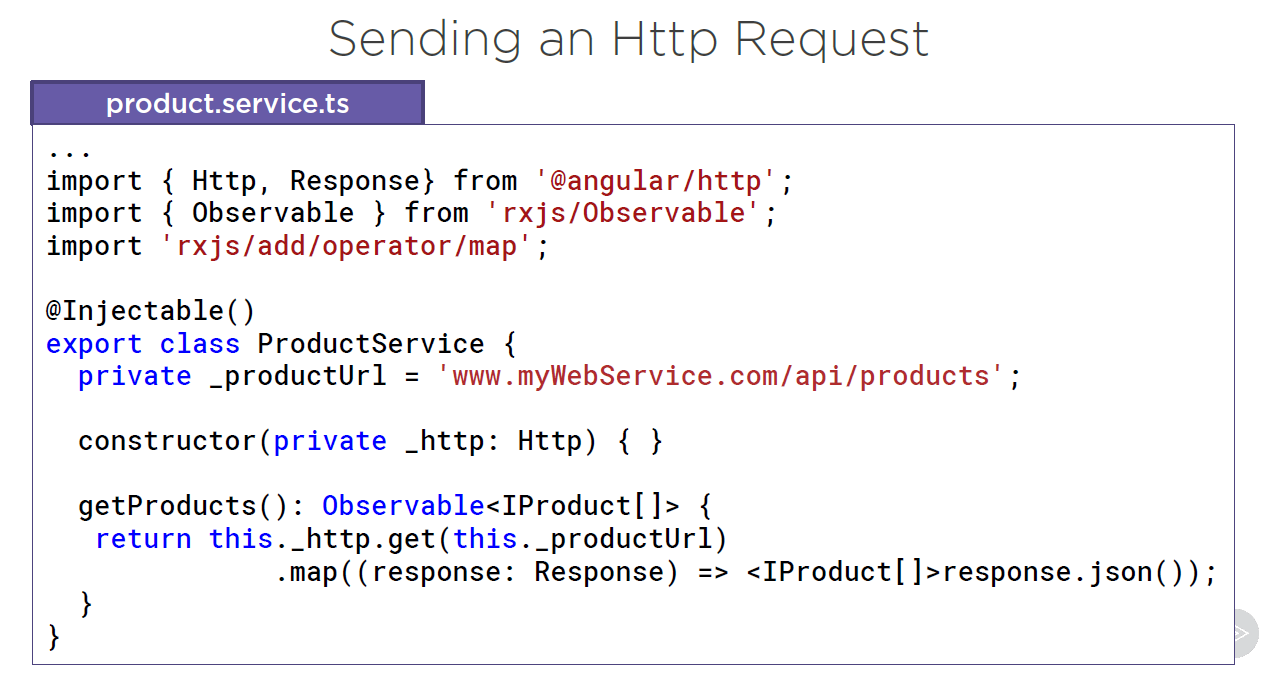 Sending an Http Request
product.service.ts
...
import { Http, Response} from '@angular/http';
import { Observable } from 'rxjs/Observable';
import 'rxjs/add/operator/map';
@Injectable()
export class ProductService {
private _productUrl = 'www.myWebService.com/api/products';
constructor(private _http: Http) { }
getProducts(): Observable<IProduct[]> {
return this._http.get(this._productUrl)
.map((response: Response) => <IProduct[]>response.json());
}
}